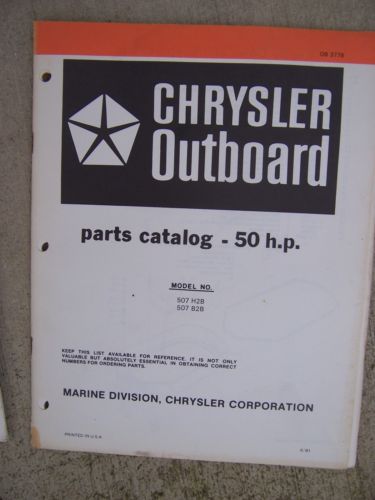 OB 3778
CHRYSLER
Outboard
parts catalog - 50 h.p.
MODEL NO.
507 H2B
507 B2B
KEEP THIS LIST AVAILABLE FOR REFERENCE. IT IS NOT ONLY
VALUABLE BUT ABSOLUTELY ESSENTIAL IN OBTAINING CORRECT
NUMBERS FOR ORDERING PARTS.
MARINE DIVISION, CHRYSLER CORPORATION
PRINTED IN U.S.A.